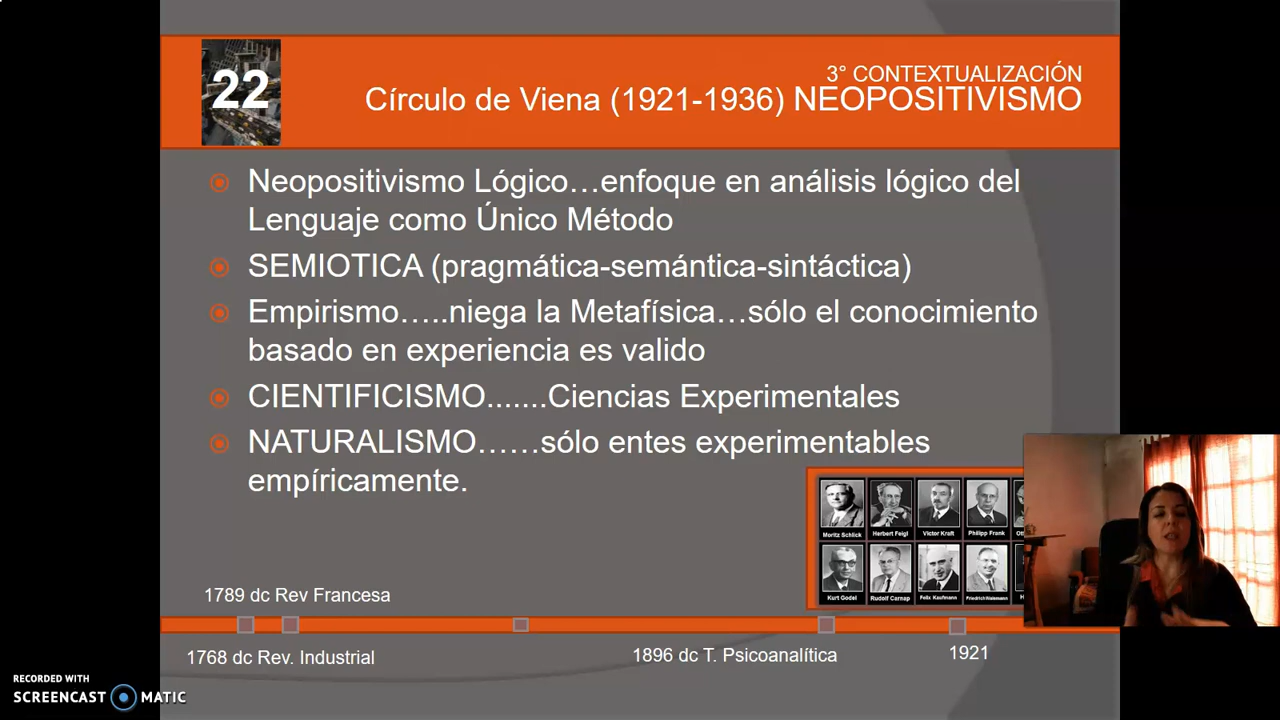 22
3° CONTEXTUALIZACIÓN
Círculo de Viena (1921-1936) NEOPOSITIVISMO
Neopositivismo Lógico…enfoque en análisis lógico del
Lenguaje como Único Método
SEMIOTICA (pragmática-semántica-sintáctica)
Empirismo…..niega la Metafísica…sólo el conocimiento
basado en experiencia es valido
CIENTIFICISMO.......Ciencias Experimentales
NATURALISMO……sólo entes experimentables
empíricamente.
Moritz Schlick Herbert Feigl Victor Kraft Philipp Frank
Kurt Godel Rudolf Carnap Felix Kaufmann Friedrich Waismann
1789 dc Rev Francesa
1768 dc Rev. Industrial
1896 dc T. Psicoanalítica
1921
RECORDED WITH
SCREENCAST MATIC